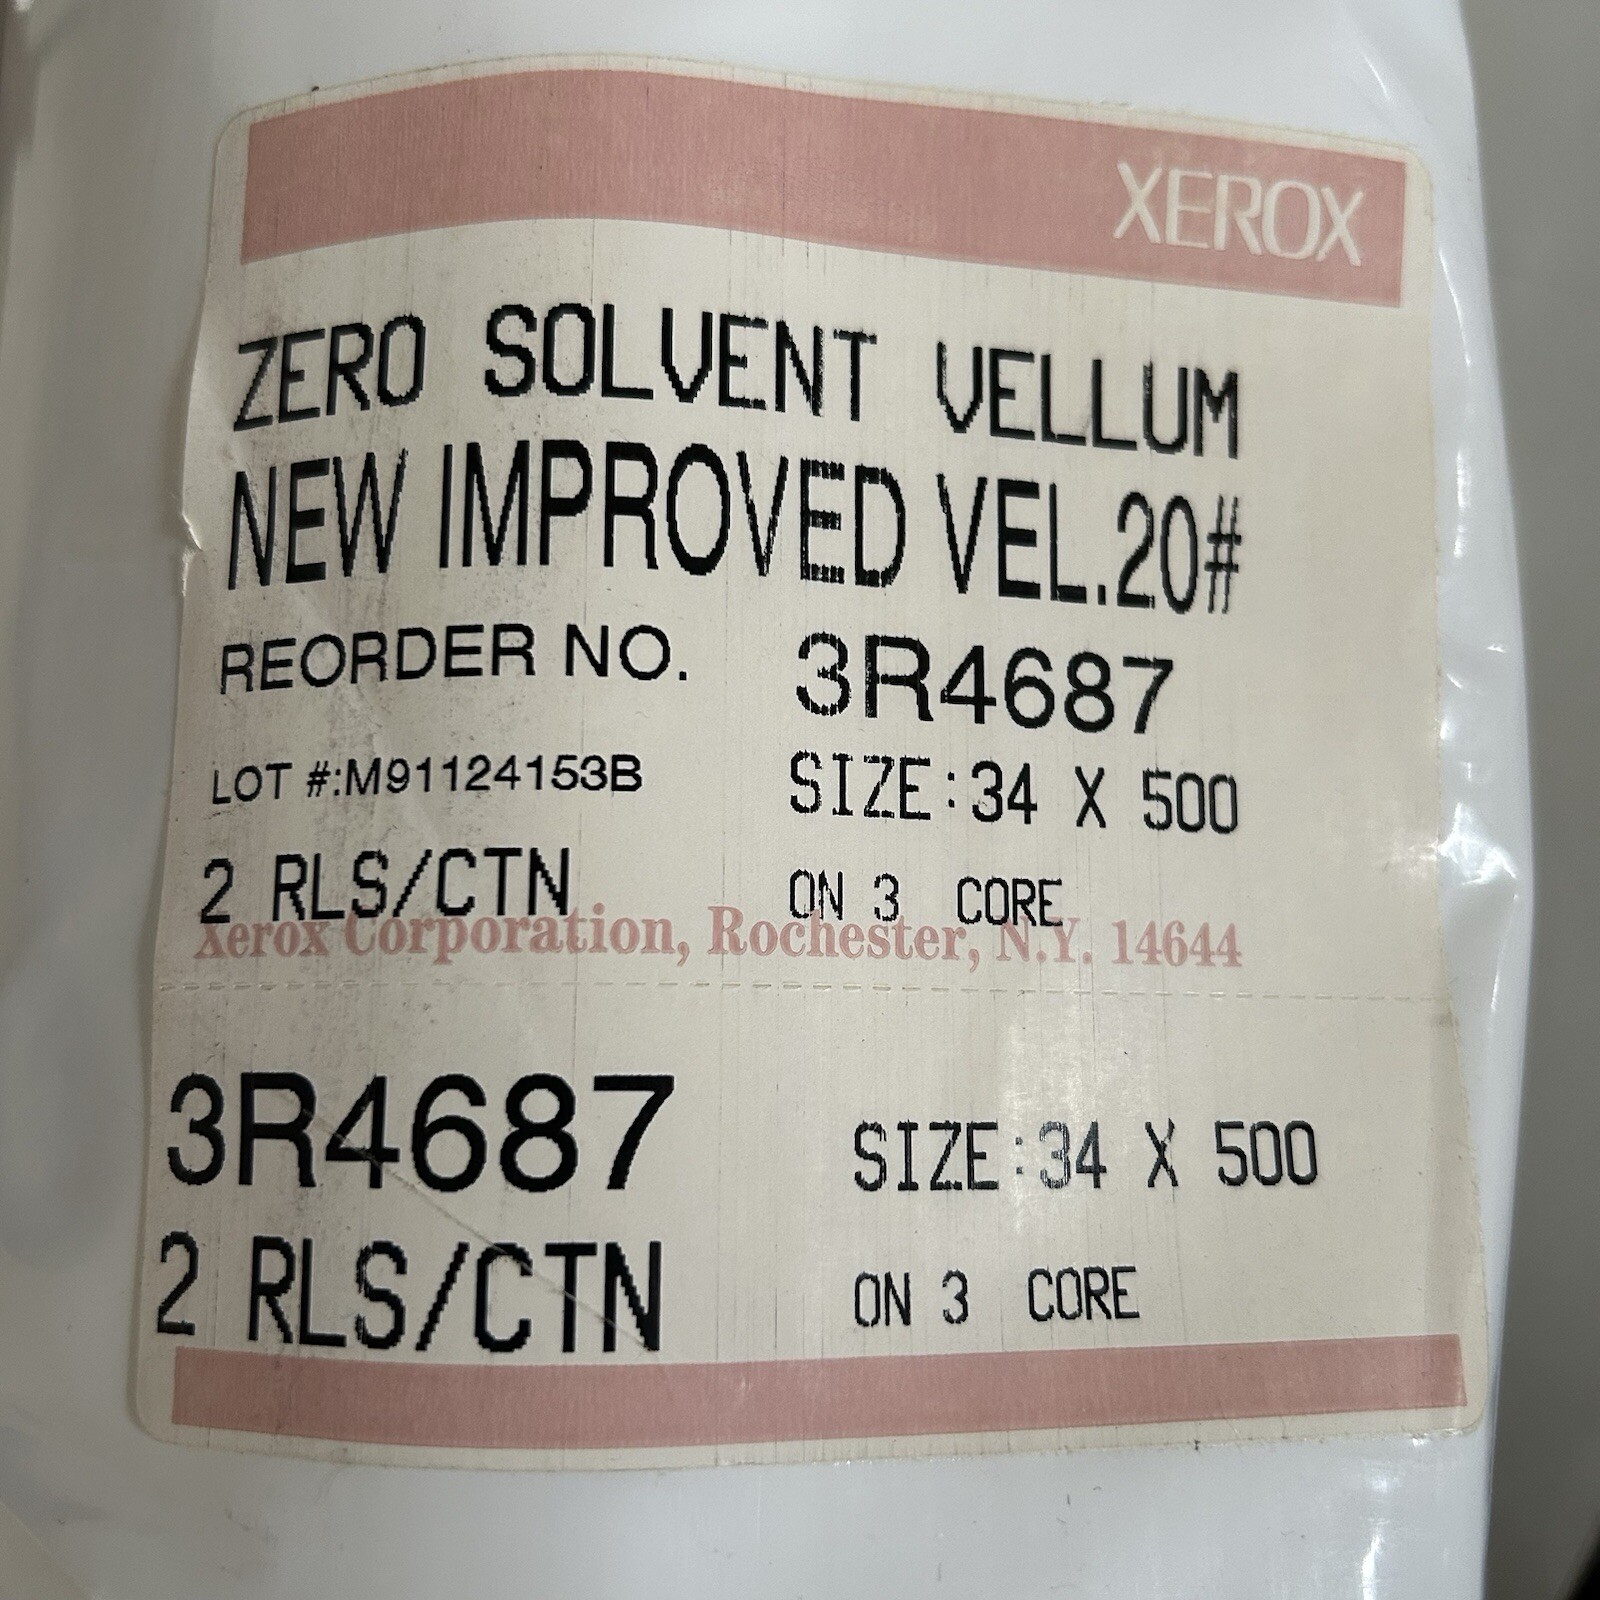 XEROX
ZERO SOLVENT VELLUM
NEW IMPROVED VEL.20#
REORDER NO. 3R4687
LOT #:M91124153B SIZE:34 X 500
2 RLS/CTN ON 3 CORE
Xerox Corporation, Rochester, N.Y. 14644
3R4687 SIZE:34 X 500
2 RLS/CTN ON 3 CORE